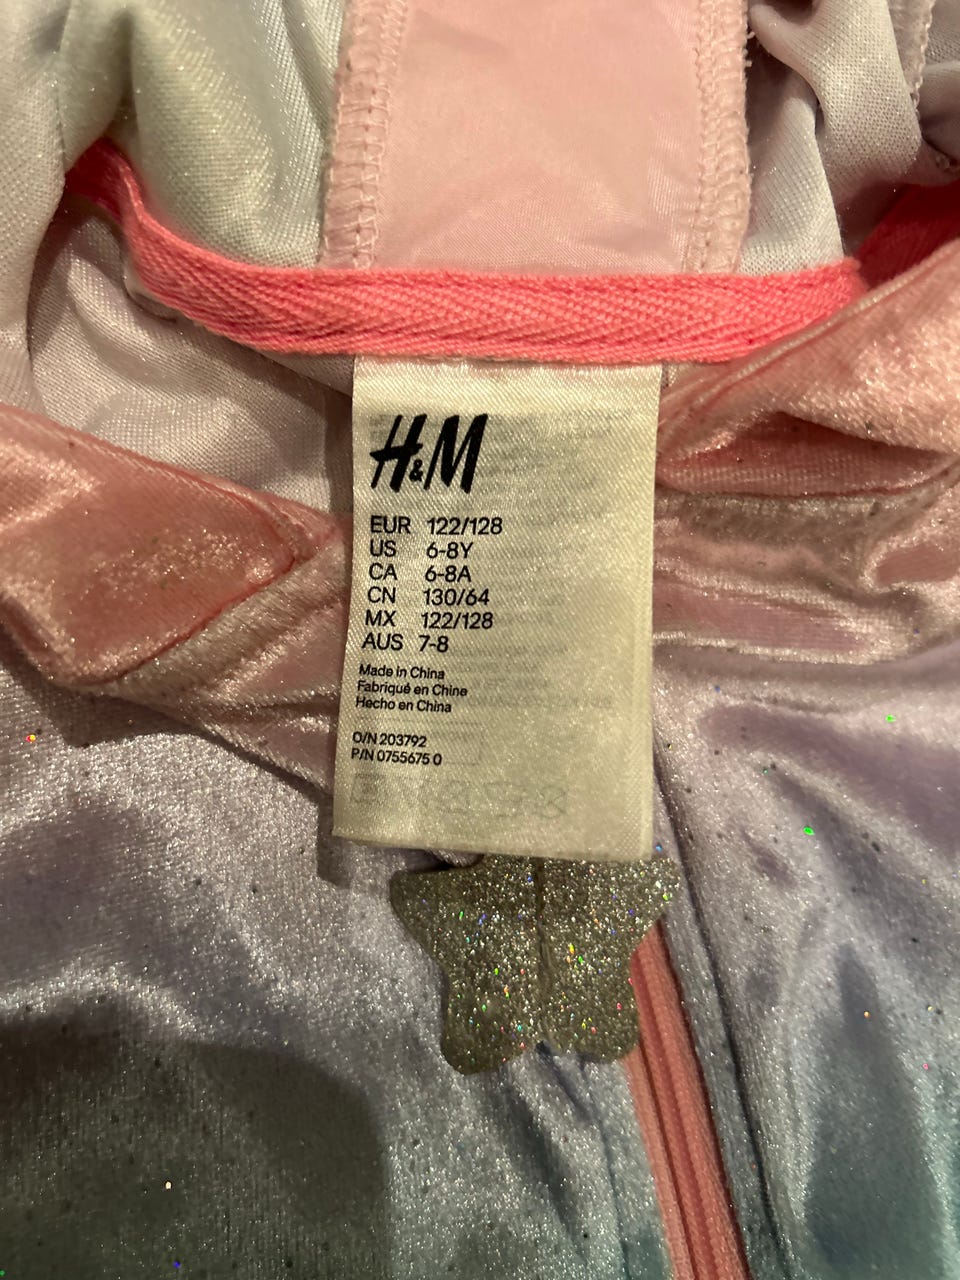 H&M
EUR 122/128
US 6-8Y
CA 6-8A
CN 130/64
MX 122/128
AUS 7-8
Made in China
Fabriqué en Chine
Hecho en China
O/N 203792
P/N 0755675 0